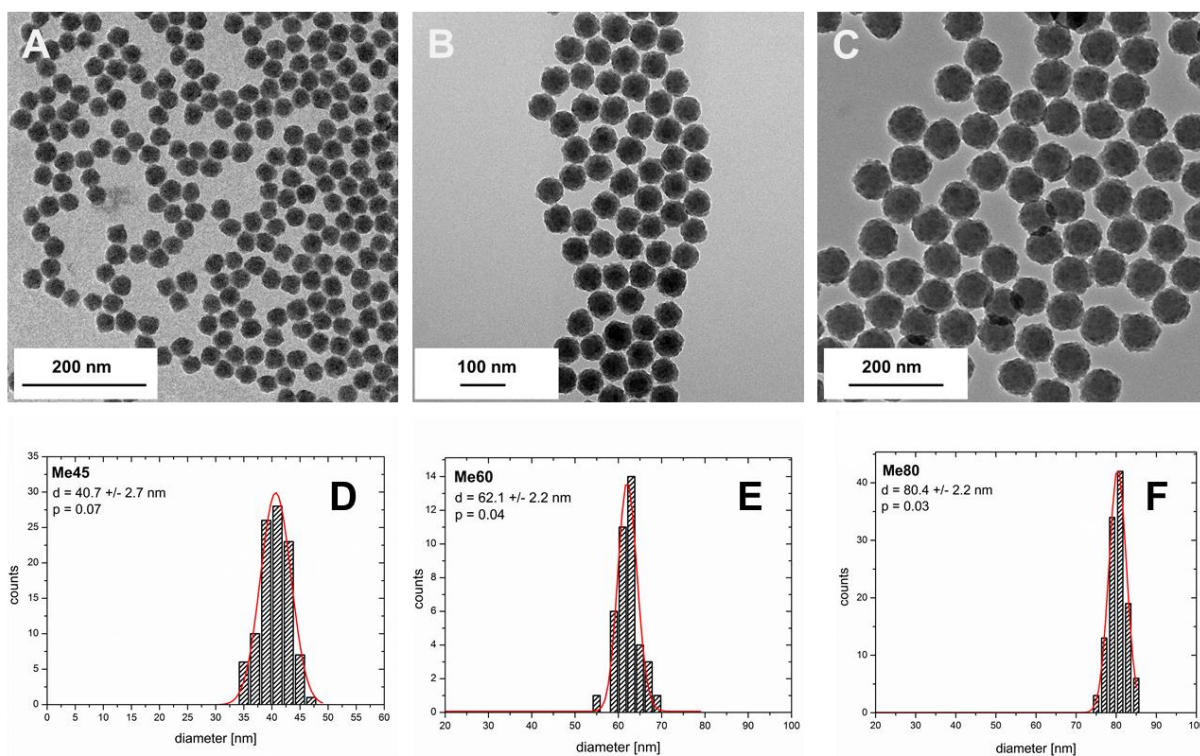 A
B
C
200 nm
100 nm
200 nm
Me45
d = 40.7 +/- 2.7 nm
p = 0.07
D
35
30
25
20
15
10
5
0
counts
0 5 10 15 20 25 30 35 40 45 50 55 60
diameter [nm]
Me60
d = 62.1 +/- 2.2 nm
p = 0.04
E
14
12
10
8
6
4
2
0
counts
20 30 40 50 60 70 80 90 100
diameter [nm]
Me80
d = 80.4 +/- 2.2 nm
p = 0.03
F
40
30
20
10
0
counts
20 30 40 50 60 70 80 90 100
diameter [nm]